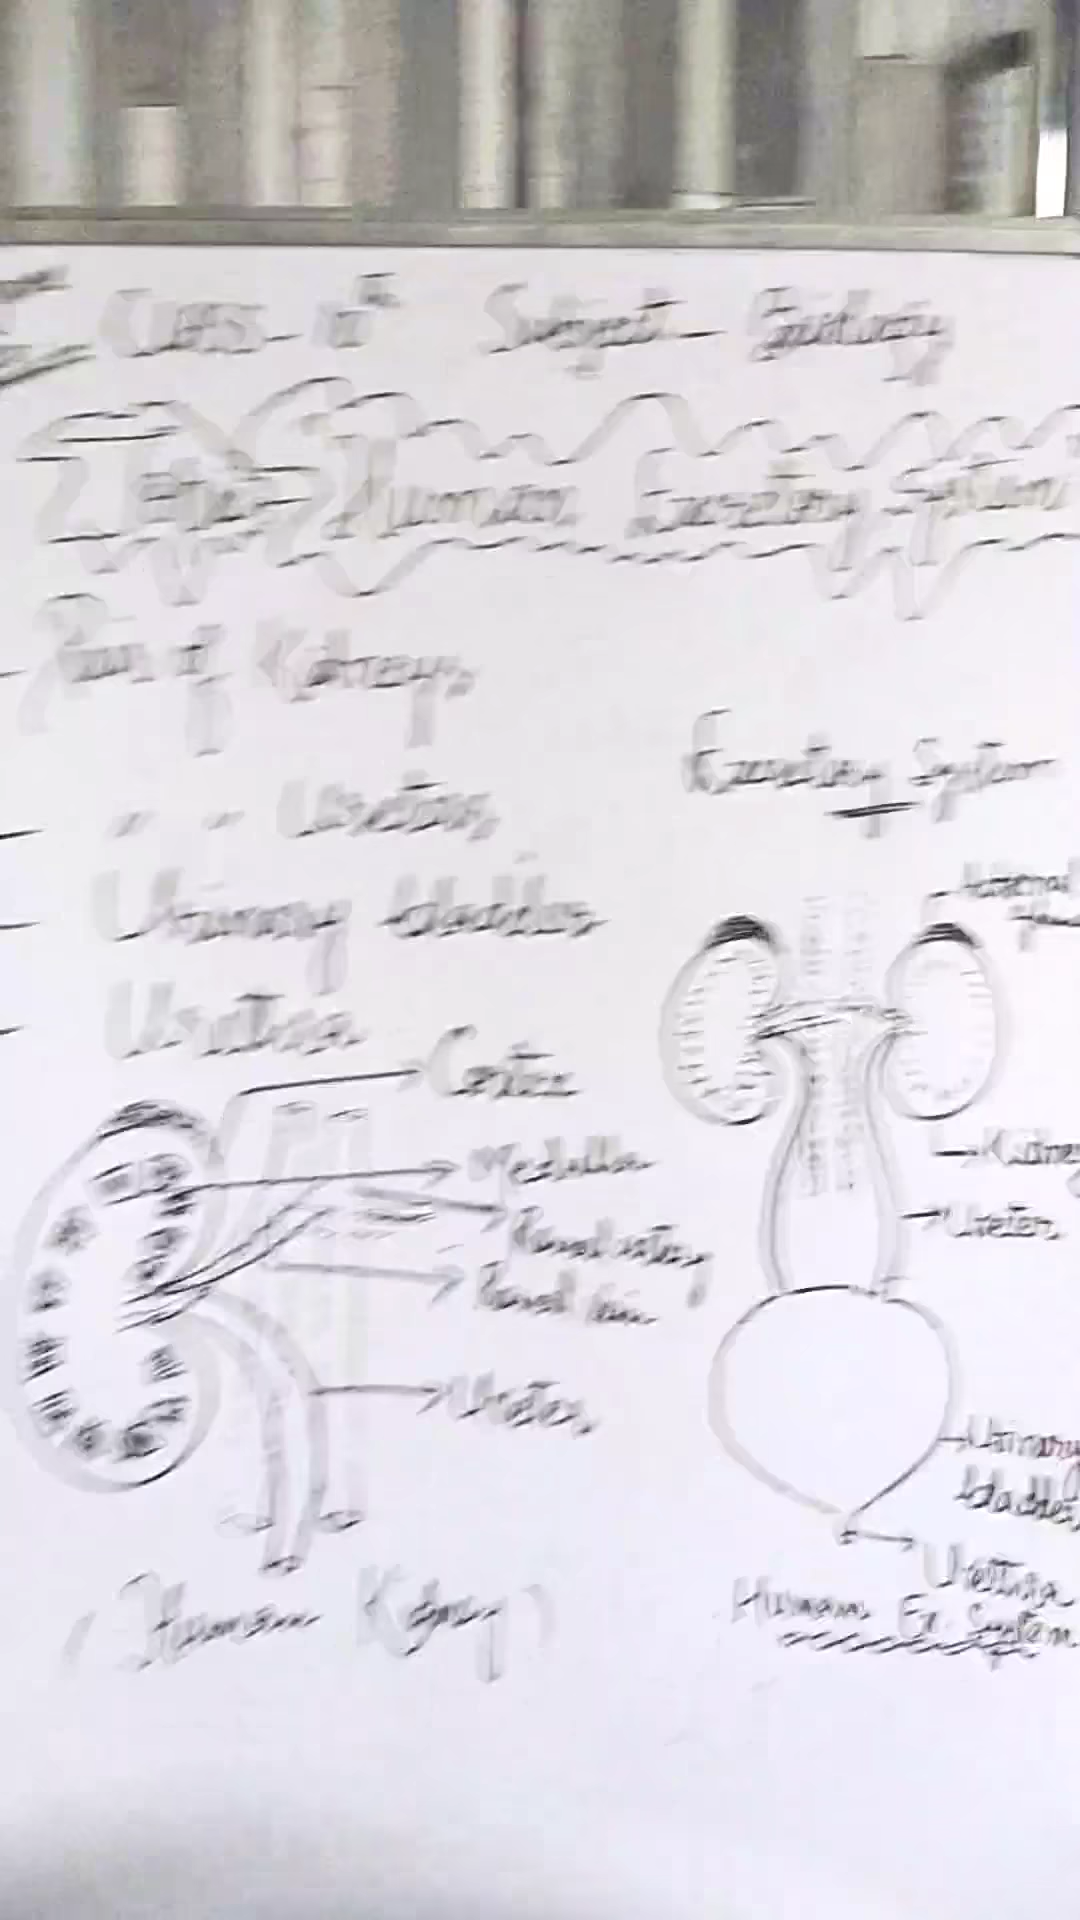 Class - 10th Subject - Biology
Topic - Human Excretory System
Pair of Kidneys,
" " Ureters,
Urinary bladder
Urethra
Cortex
Medulla
Renal artery
Renal vein
Ureter,
(Human Kidney)
Excretory System
Kidney
Ureter
Urinary
bladder
Urethra
Human Ex. System